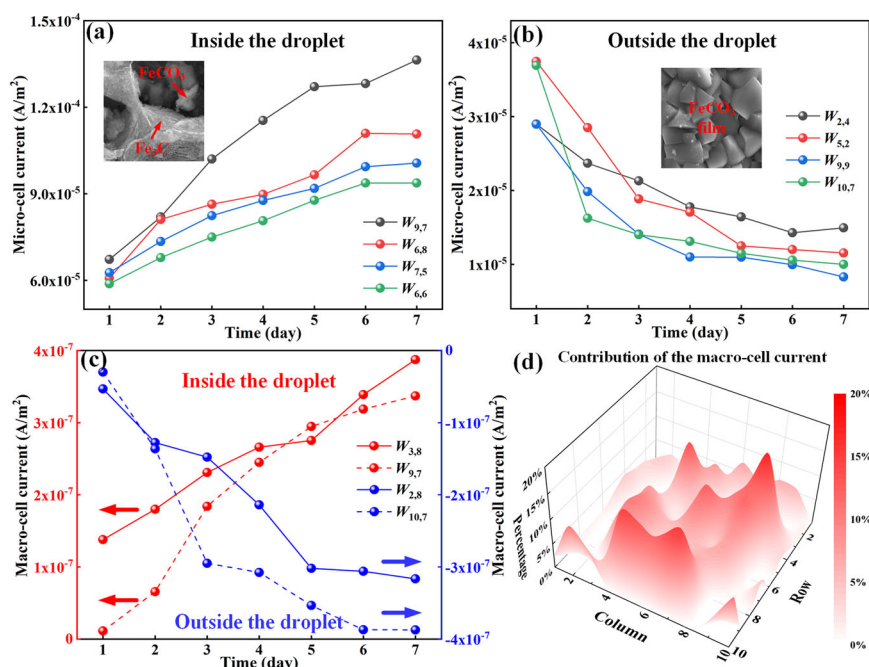 (a)
Inside the droplet
1.5x10⁻⁴
1.2x10⁻⁴
9.0x10⁻⁵
6.0x10⁻⁵
Micro-cell current (A/m²)
FeCO₃
Fe₃C
W₉,₇
W₆,₈
W₇,₅
W₆,₆
1 2 3 4 5 6 7
Time (day)
(b)
Outside the droplet
4x10⁻⁵
3x10⁻⁵
2x10⁻⁵
1x10⁻⁵
Micro-cell current (A/m²)
FeCO₃
film
W₂,₄
W₅,₂
W₉,₉
W₁₀,₇
1 2 3 4 5 6 7
Time (day)
(c)
Inside the droplet
4x10⁻⁷
3x10⁻⁷
2x10⁻⁷
1x10⁻⁷
0
Macro-cell current (A/m²)
W₃,₈
W₉,₇
W₂,₈
W₁₀,₇
Outside the droplet
0
-1x10⁻⁷
-2x10⁻⁷
-3x10⁻⁷
-4x10⁻⁷
Macro-cell current (A/m²)
1 2 3 4 5 6 7
Time (day)
(d)
Contribution of the macro-cell current
20%
15%
10%
5%
0%
Percentage
2 4 6 8 10
Column
2 4 6 8 10
Row
20%
15%
10%
5%
0%